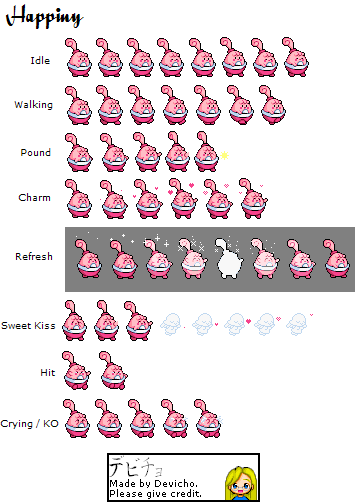 Happiny
Idle
Walking
Pound
Charm
Refresh
Sweet Kiss
Hit
Crying / KO
デビチョ
Made by Devicho.
Please give credit.